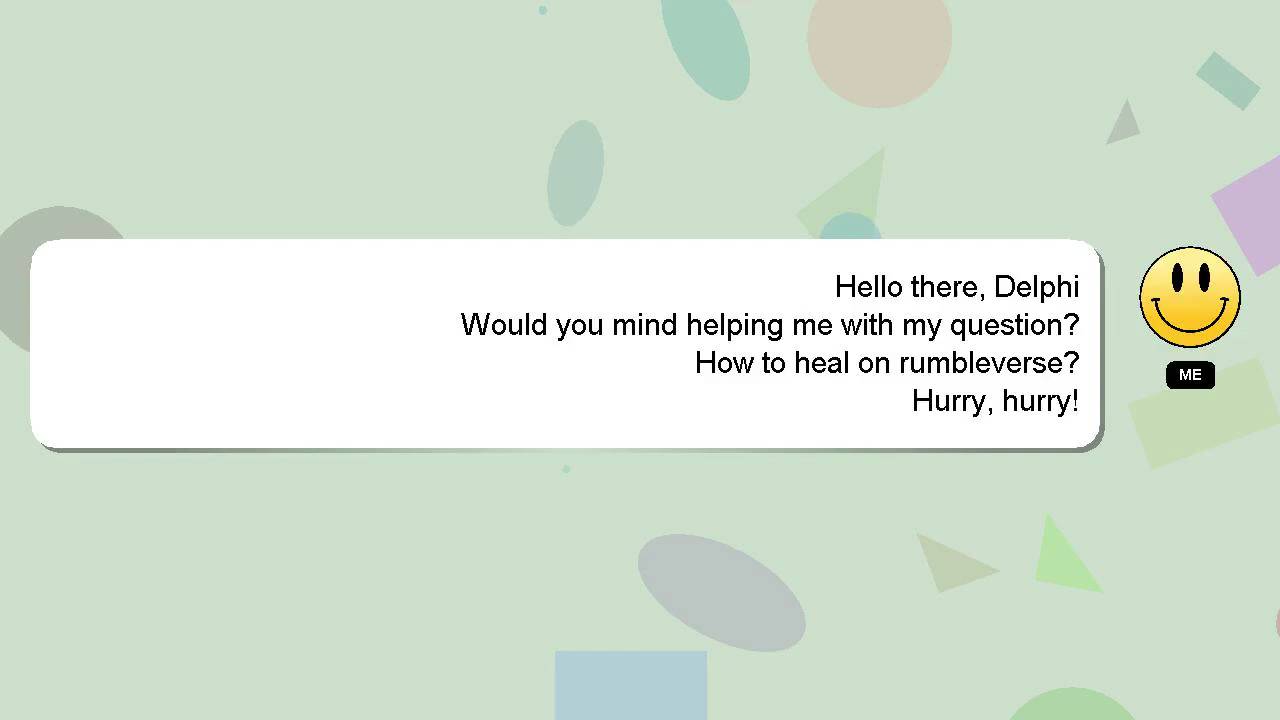 Hello there, Delphi
Would you mind helping me with my question?
How to heal on rumbleverse?
Hurry, hurry!
ME